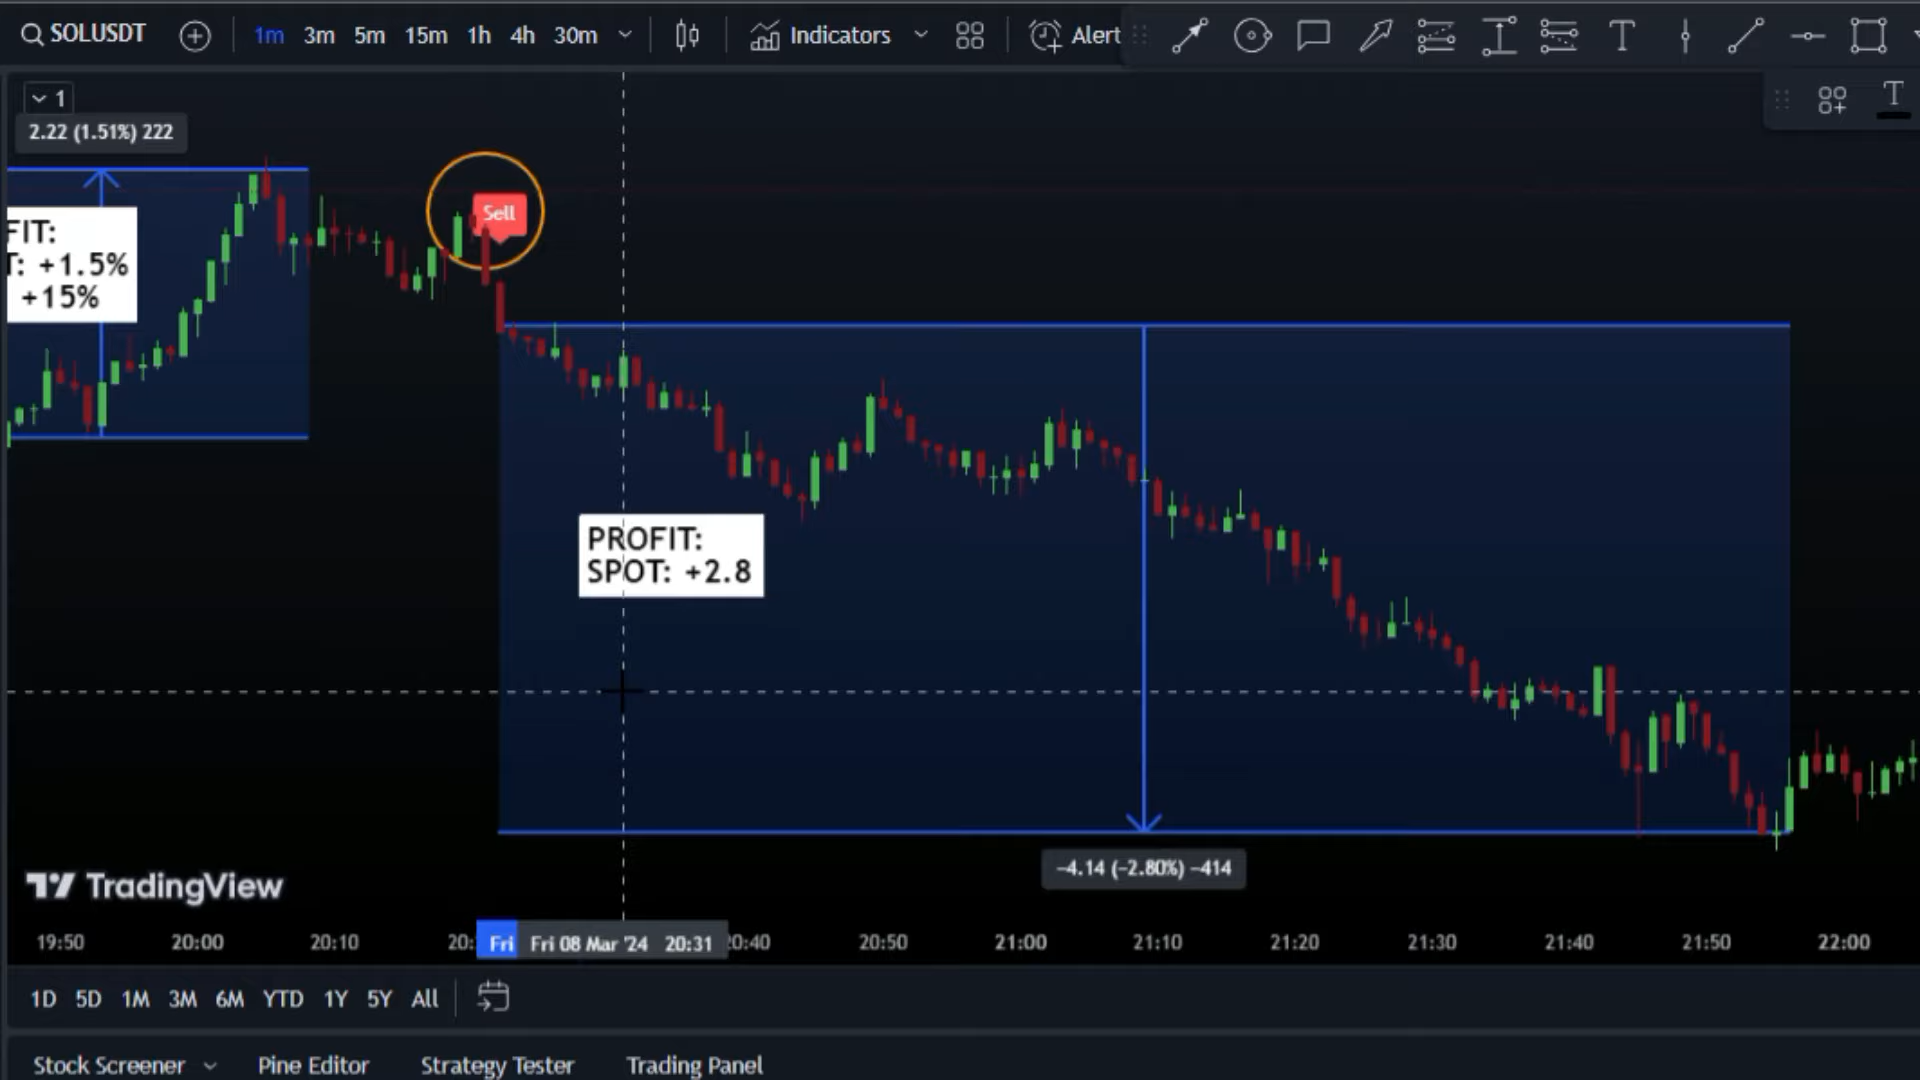 SOLUSDT
1m 3m 5m 15m 1h 4h 30m
Indicators
Alert
T
1
T
2.22 (1.51%) 222
FIT:
T: +1.5%
+15%
Sell
PROFIT:
SPOT: +2.8
−4.14 (−2.80%) −414
TradingView
19:50 20:00 20:10 20: Fri Fri 08 Mar '24 20:31 20:40 20:50 21:00 21:10 21:20 21:30 21:40 21:50 22:00
1D 5D 1M 3M 6M YTD 1Y 5Y All
Stock Screener Pine Editor Strategy Tester Trading Panel